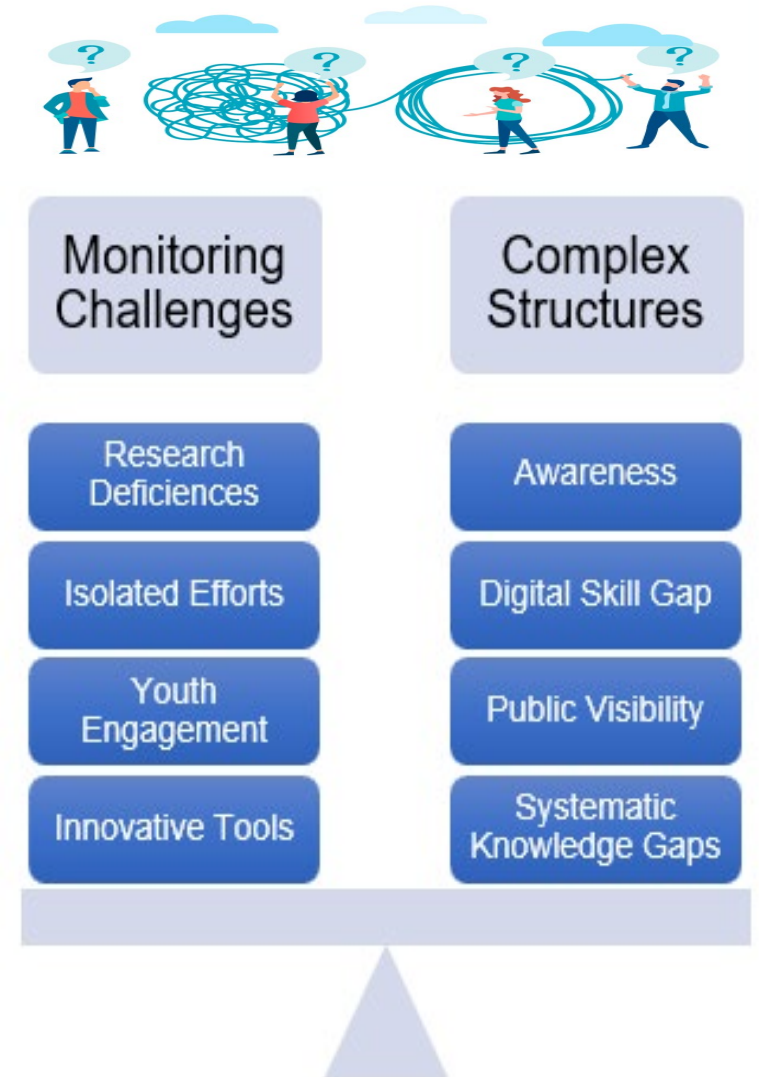 ?
?
?
?
Monitoring
Challenges
Research
Deficiences
Isolated Efforts
Youth
Engagement
Innovative Tools
Complex
Structures
Awareness
Digital Skill Gap
Public Visibility
Systematic
Knowledge Gaps